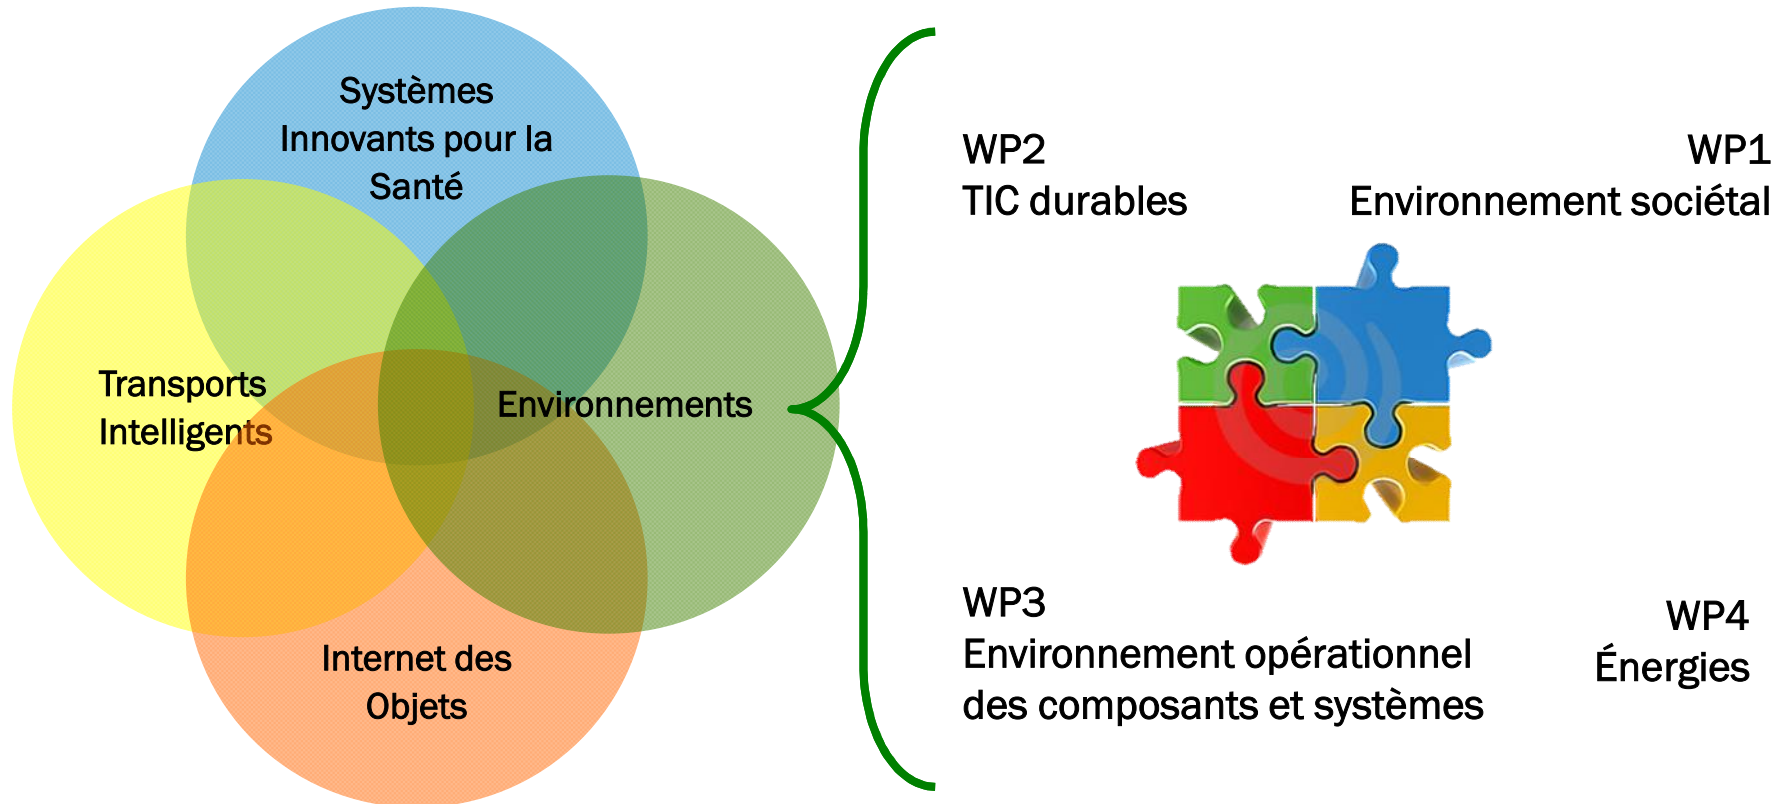 Systèmes
Innovants pour la
Santé
Transports
Intelligents
Environnements
Internet des
Objets
WP2
TIC durables
WP1
Environnement sociétal
WP3
Environnement opérationnel
des composants et systèmes
WP4
Énergies